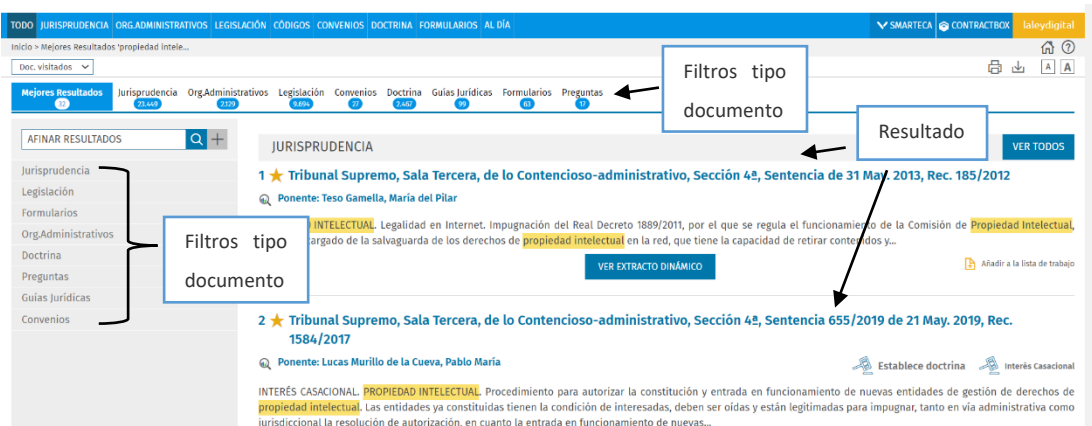 TODO JURISPRUDENCIA ORG.ADMINISTRATIVOS LEGISLACIÓN CÓDIGOS CONVENIOS DOCTRINA FORMULARIOS AL DÍA SMARTECA CONTRACTBOX laleydigital
Inicio > Mejores Resultados 'propiedad intele...
Doc. visitados A A
Mejores Resultados Jurisprudencia Org.Administrativos Legislación Convenios Doctrina Guías Jurídicas Formularios Preguntas
32 23.449 2.129 9.694 27 2.467 99 63 17
Filtros tipo
documento
Resultado
AFINAR RESULTADOS
JURISPRUDENCIA VER TODOS
Jurisprudencia
Legislación
Formularios
Org.Administrativos
Doctrina
Preguntas
Guías Jurídicas
Convenios
Filtros tipo
documento
1 Tribunal Supremo, Sala Tercera, de lo Contencioso-administrativo, Sección 4ª, Sentencia de 31 May. 2013, Rec. 185/2012
Ponente: Teso Gamella, María del Pilar
INTELECTUAL. Legalidad en Internet. Impugnación del Real Decreto 1889/2011, por el que se regula el funcionamiento de la Comisión de Propiedad Intelectual,
cargado de la salvaguarda de los derechos de propiedad intelectual en la red, que tiene la capacidad de retirar contenidos y...
VER EXTRACTO DINÁMICO Añadir a la lista de trabajo
2 Tribunal Supremo, Sala Tercera, de lo Contencioso-administrativo, Sección 4ª, Sentencia 655/2019 de 21 May. 2019, Rec.
1584/2017
Ponente: Lucas Murillo de la Cueva, Pablo María
Establece doctrina Interés Casacional
INTERÉS CASACIONAL. PROPIEDAD INTELECTUAL. Procedimiento para autorizar la constitución y entrada en funcionamiento de nuevas entidades de gestión de derechos de
propiedad intelectual. Las entidades ya constituidas tienen la condición de interesadas, deben ser oídas y están legitimadas para impugnar, tanto en vía administrativa como
jurisdiccional la resolución de autorización, en cuanto la entrada en funcionamiento de nuevas...